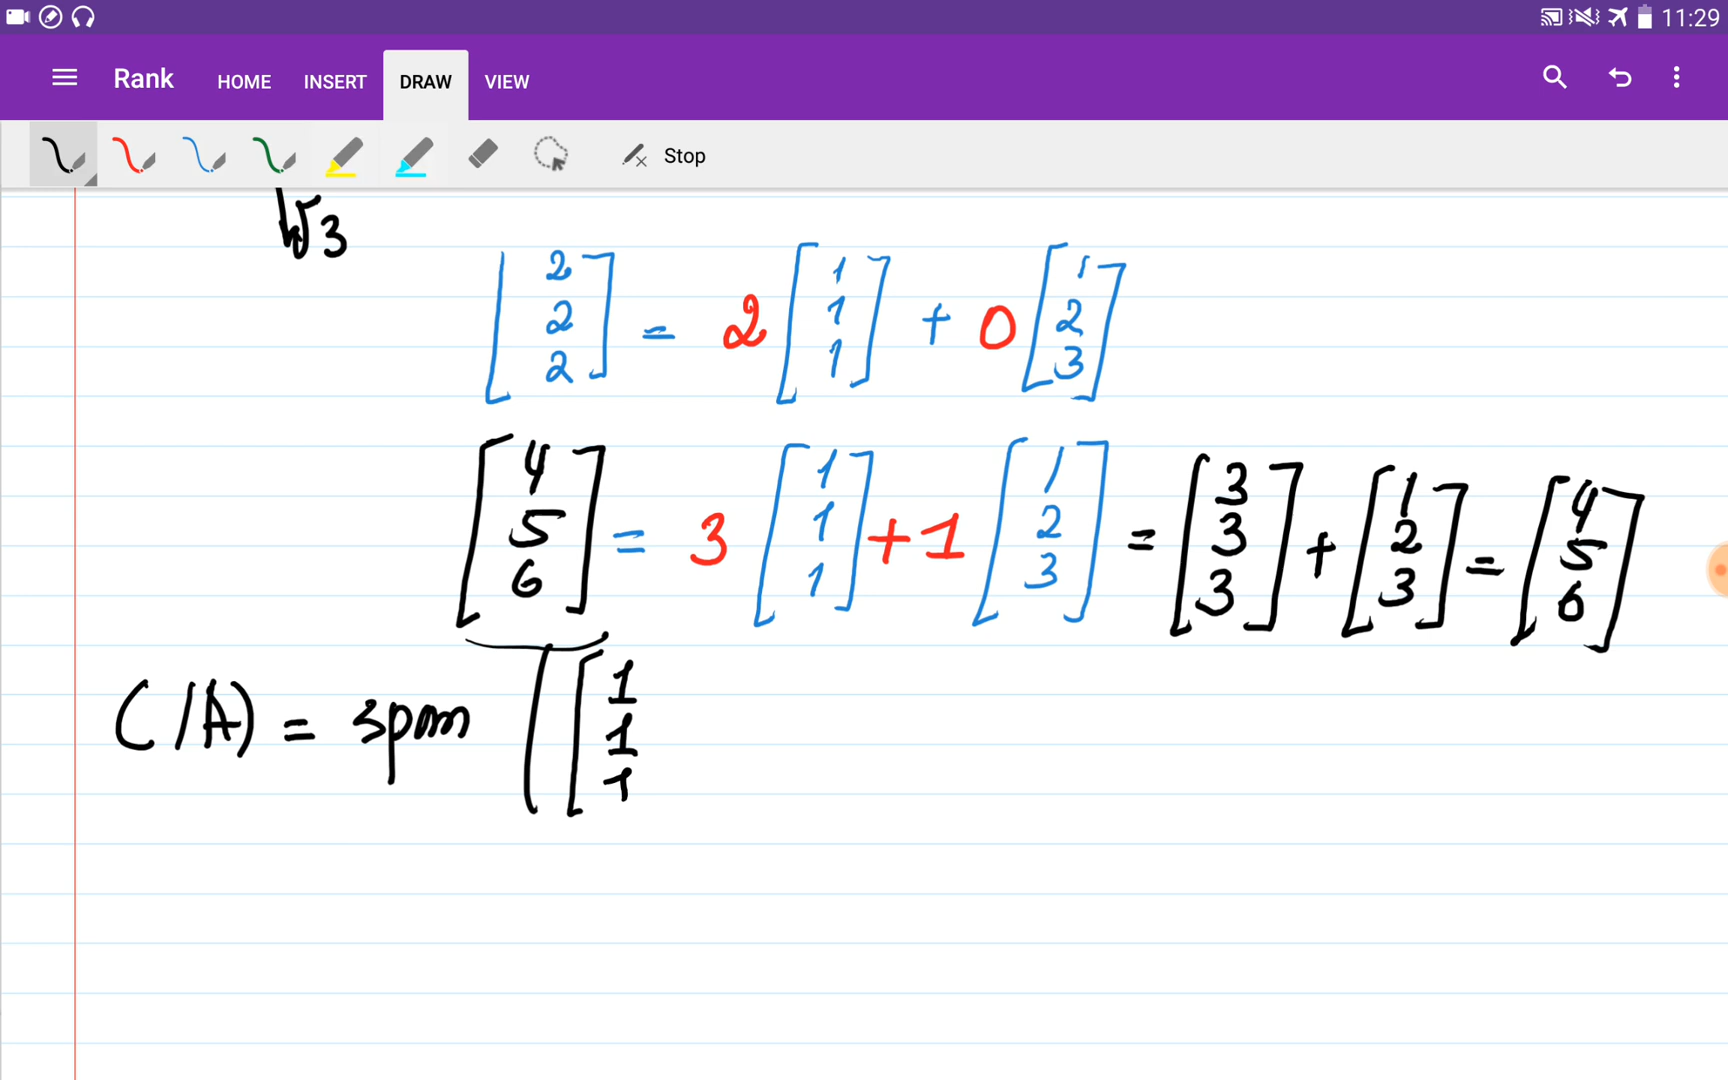 11:29
Rank HOME INSERT DRAW VIEW
Stop
√3
[2 2 2] = 2 [1 1 1] + 0 [1 2 3]
[4 5 6] = 3 [1 1 1] + 1 [1 2 3] = [3 3 3] + [1 2 3] = [4 5 6]
C(A) = span ( [1 1 1